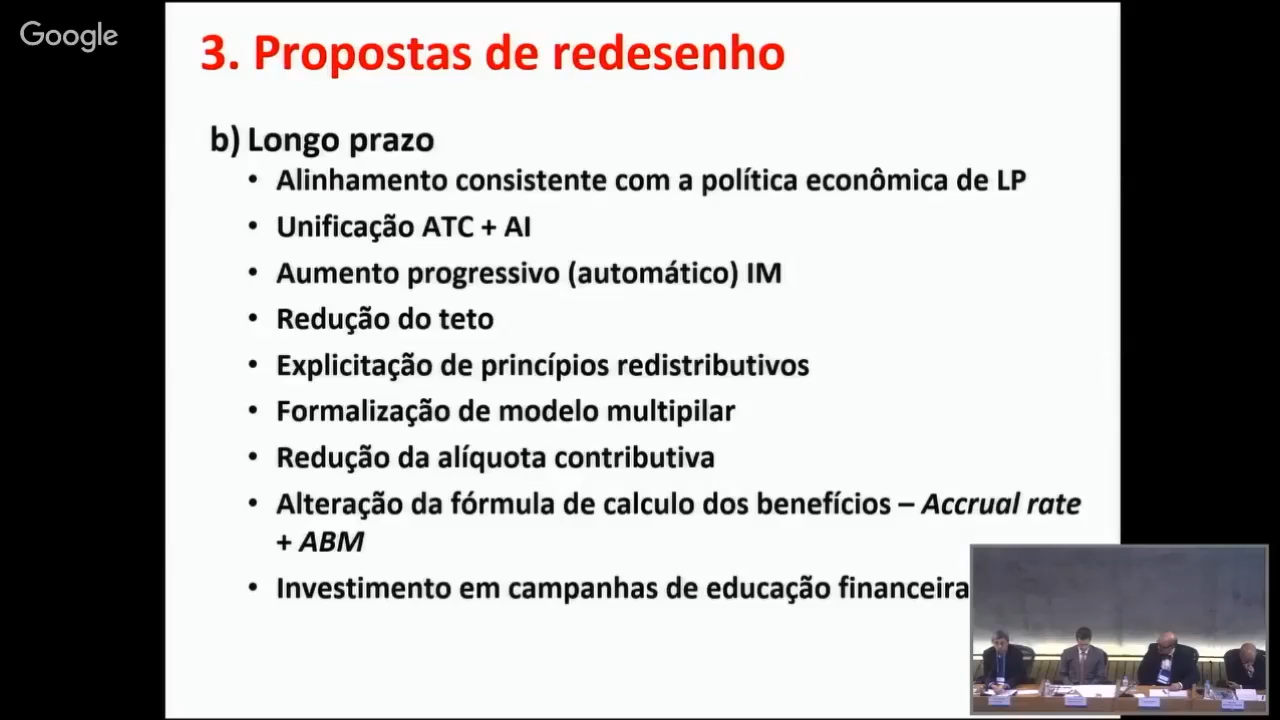 Google
3. Propostas de redesenho
b) Longo prazo
• Alinhamento consistente com a política econômica de LP
• Unificação ATC + AI
• Aumento progressivo (automático) IM
• Redução do teto
• Explicitação de princípios redistributivos
• Formalização de modelo multipilar
• Redução da alíquota contributiva
• Alteração da fórmula de calculo dos benefícios – Accrual rate
+ ABM
• Investimento em campanhas de educação financeira